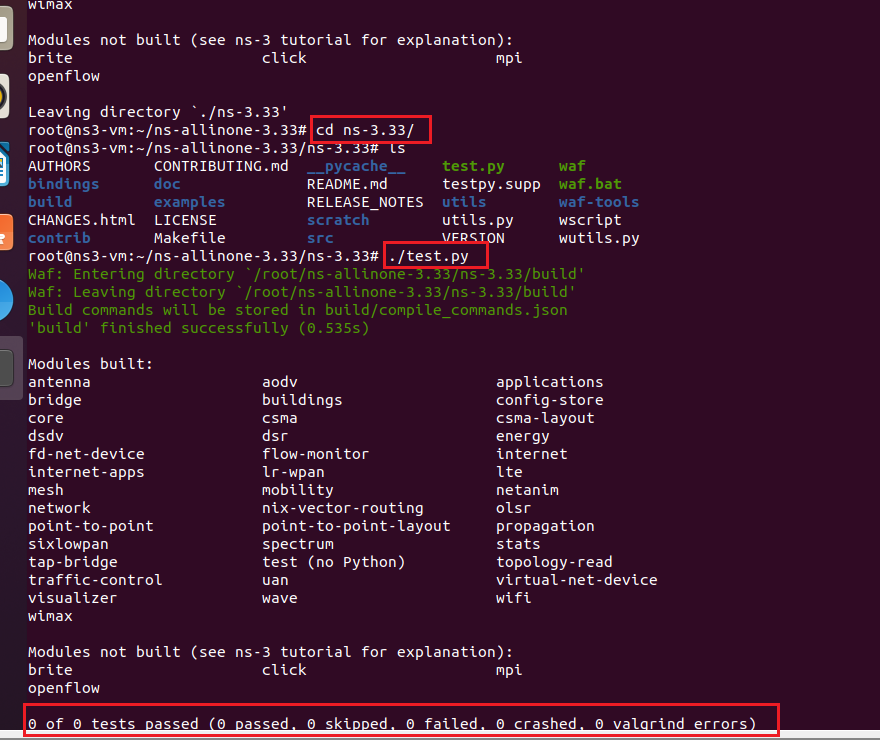 wimax
Modules not built (see ns-3 tutorial for explanation):
brite click mpi
openflow
Leaving directory `./ns-3.33'
root@ns3-vm:~/ns-allinone-3.33# cd ns-3.33/
root@ns3-vm:~/ns-allinone-3.33/ns-3.33# ls
AUTHORS CONTRIBUTING.md __pycache__ test.py waf
bindings doc README.md testpy.supp waf.bat
build examples RELEASE_NOTES utils waf-tools
CHANGES.html LICENSE scratch utils.py wscript
contrib Makefile src VERSION wutils.py
root@ns3-vm:~/ns-allinone-3.33/ns-3.33# ./test.py
Waf: Entering directory `/root/ns-allinone-3.33/ns-3.33/build'
Waf: Leaving directory `/root/ns-allinone-3.33/ns-3.33/build'
Build commands will be stored in build/compile_commands.json
'build' finished successfully (0.535s)
Modules built:
antenna aodv applications
bridge buildings config-store
core csma csma-layout
dsdv dsr energy
fd-net-device flow-monitor internet
internet-apps lr-wpan lte
mesh mobility netanim
network nix-vector-routing olsr
point-to-point point-to-point-layout propagation
sixlowpan spectrum stats
tap-bridge test (no Python) topology-read
traffic-control uan virtual-net-device
visualizer wave wifi
wimax
Modules not built (see ns-3 tutorial for explanation):
brite click mpi
openflow
0 of 0 tests passed (0 passed, 0 skipped, 0 failed, 0 crashed, 0 valgrind errors)